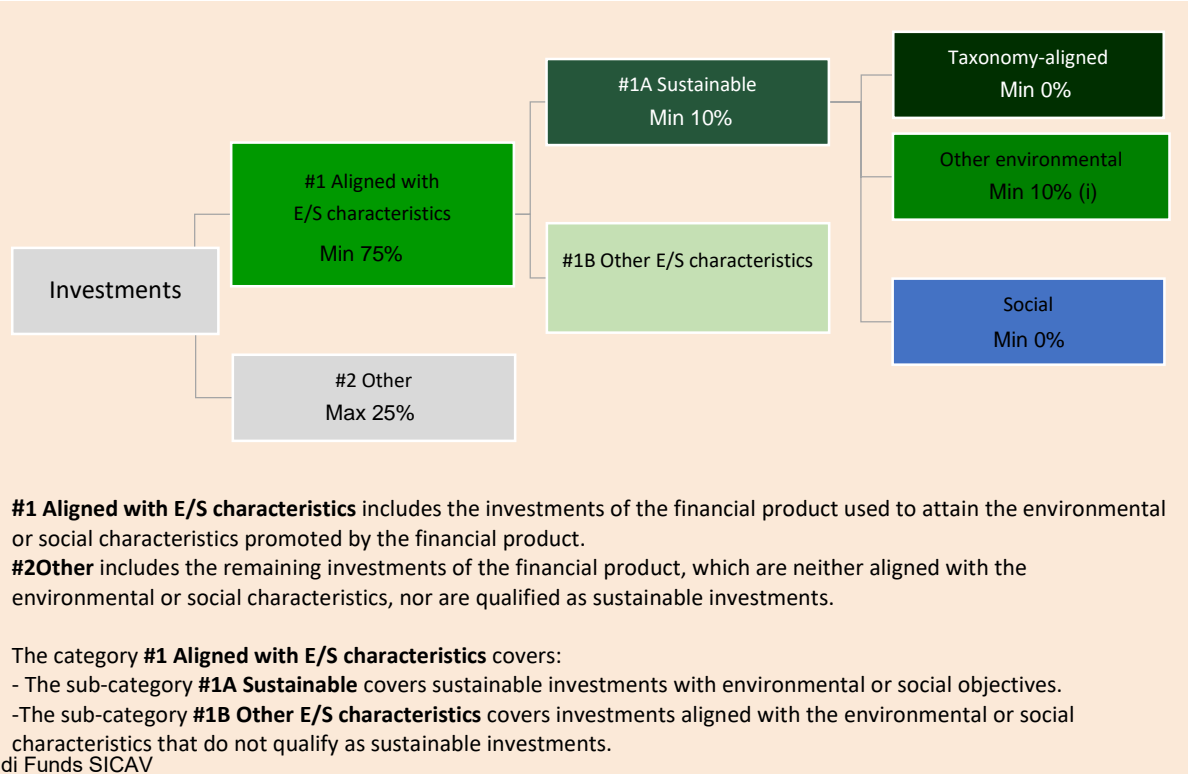 Investments
#1 Aligned with
E/S characteristics
Min 75%
#2 Other
Max 25%
#1A Sustainable
Min 10%
#1B Other E/S characteristics
Taxonomy-aligned
Min 0%
Other environmental
Min 10% (i)
Social
Min 0%
#1 Aligned with E/S characteristics includes the investments of the financial product used to attain the environmental
or social characteristics promoted by the financial product.
#2Other includes the remaining investments of the financial product, which are neither aligned with the
environmental or social characteristics, nor are qualified as sustainable investments.
The category #1 Aligned with E/S characteristics covers:
- The sub-category #1A Sustainable covers sustainable investments with environmental or social objectives.
-The sub-category #1B Other E/S characteristics covers investments aligned with the environmental or social
characteristics that do not qualify as sustainable investments.
di Funds SICAV